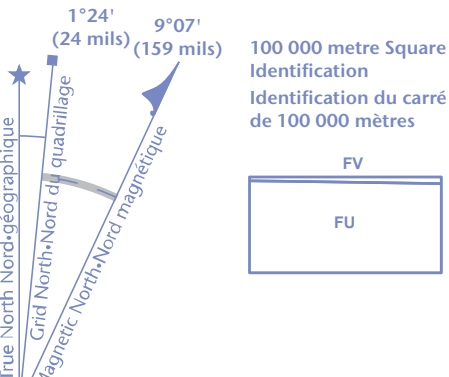 1°24'
(24 mils)
9°07'
(159 mils)
True North Nord•géographique
Grid North•Nord du quadrillage
Magnetic North•Nord magnétique
100 000 metre Square
Identification
Identification du carré
de 100 000 mètres
FV
FU